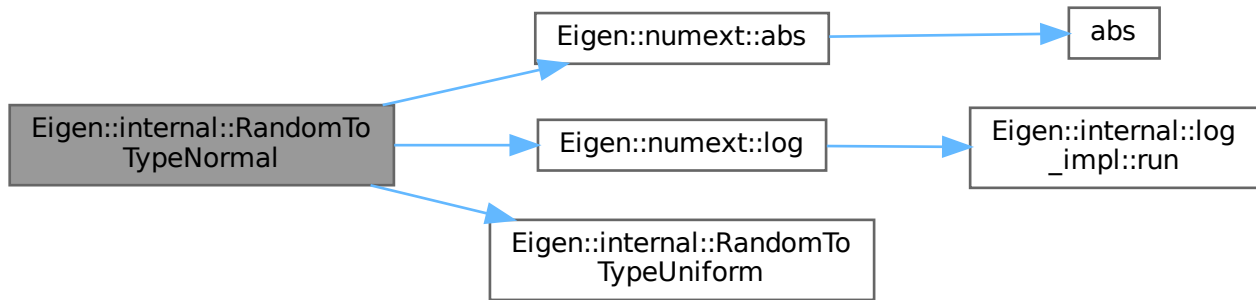 Eigen::internal::RandomTo
TypeNormal
Eigen::numext::abs
abs
Eigen::numext::log
Eigen::internal::log
_impl::run
Eigen::internal::RandomTo
TypeUniform